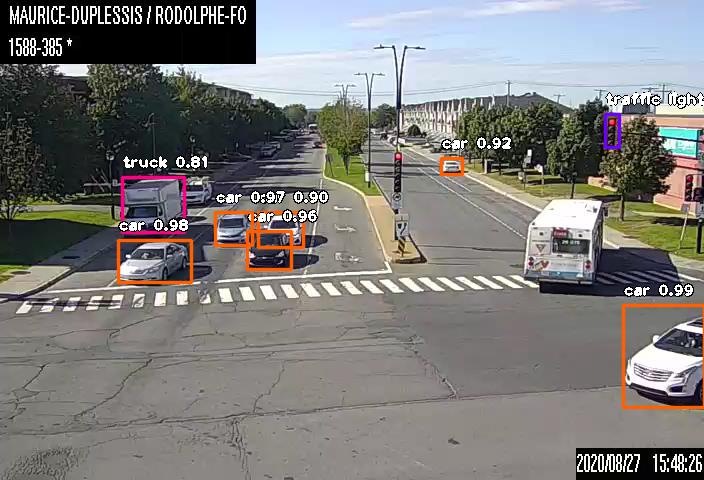 MAURICE-DUPLESSIS / RODOLPHE-FO
1588-385 *
traffic light
car 0.92
truck 0.81
car 0.97
0.90
car 0.96
car 0.98
car 0.99
2020/08/27 15:48:26